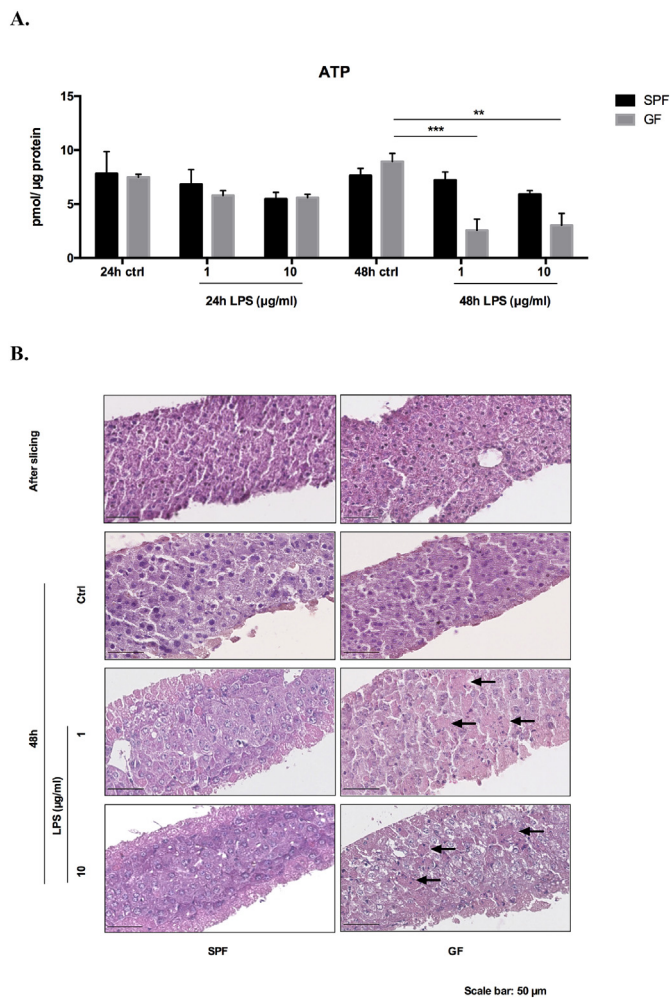 A.
ATP
SPF
GF
**
***
15
10
5
0
pmol/ µg protein
24h ctrl
1
10
48h ctrl
1
10
24h LPS (µg/ml)
48h LPS (µg/ml)
B.
After slicing
Ctrl
48h
LPS (µg/ml)
1
10
SPF
GF
Scale bar: 50 µm